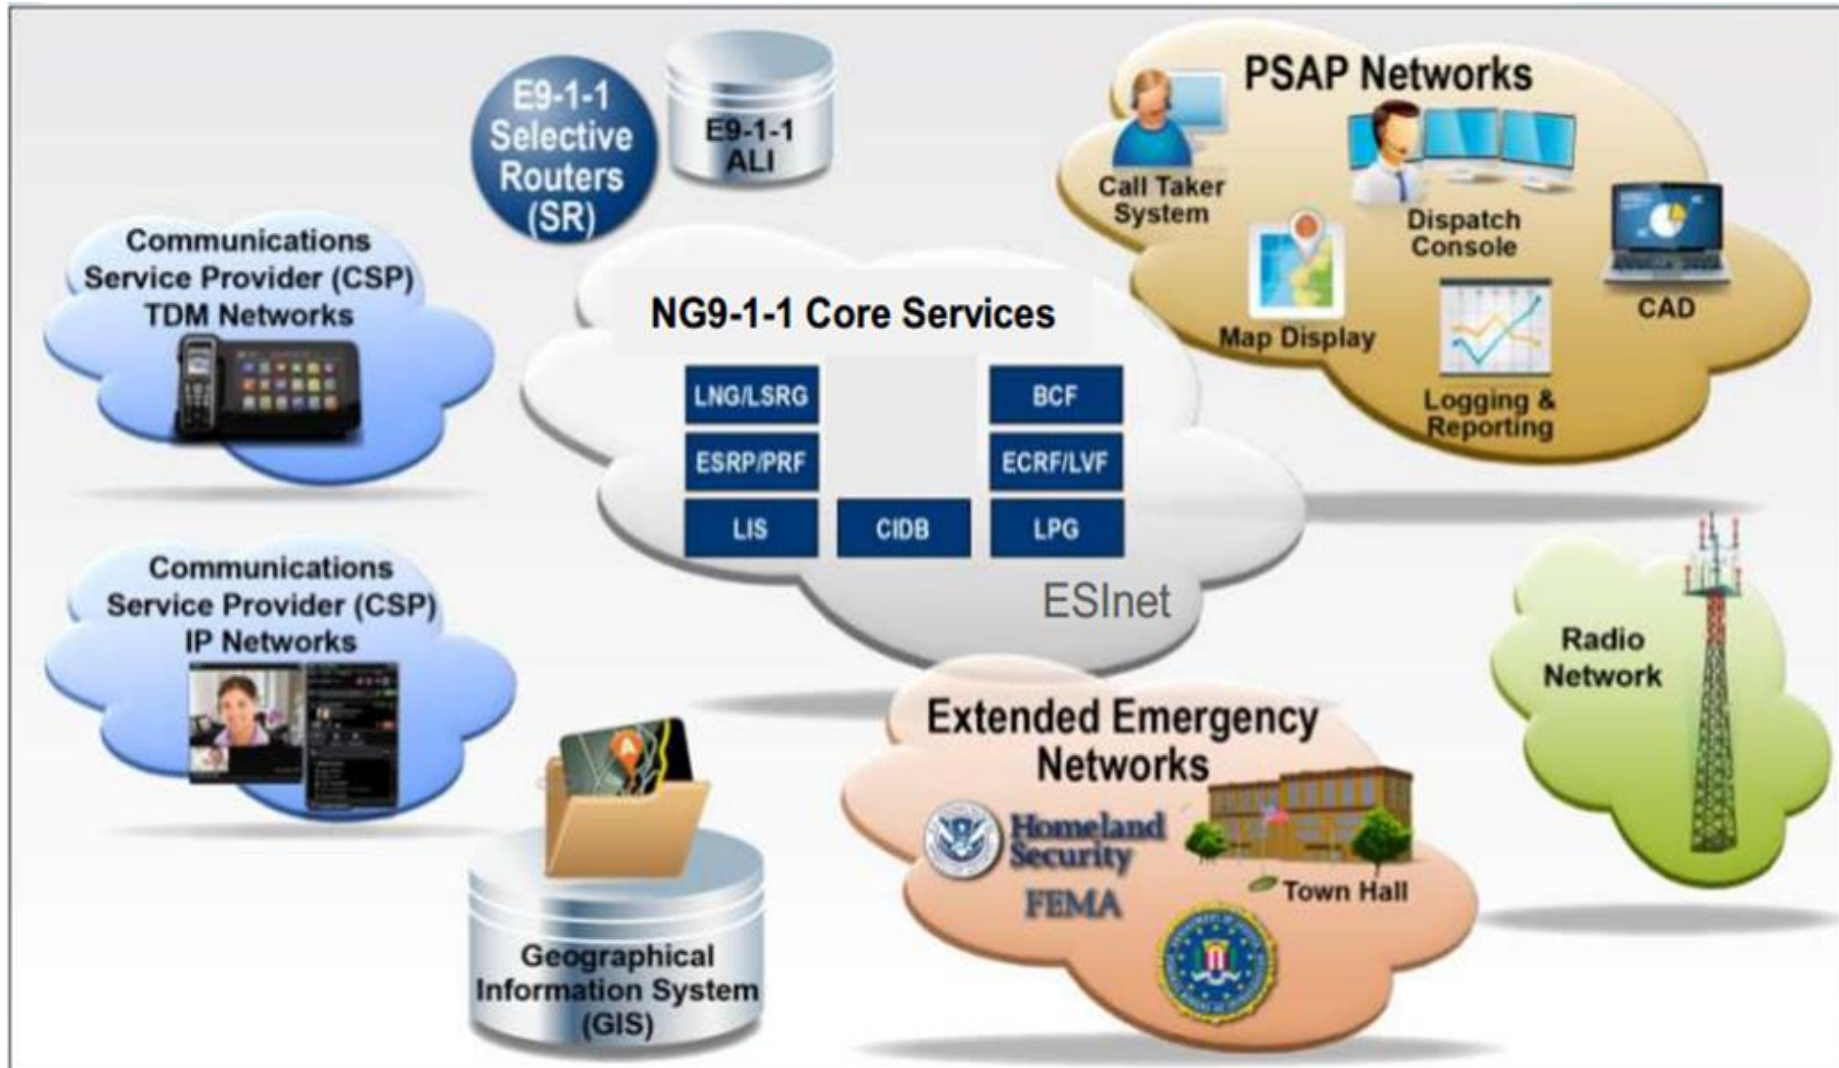 E9-1-1
Selective
Routers
(SR)
E9-1-1
ALI
PSAP Networks
Call Taker
System
Dispatch
Console
CAD
Map Display
Logging &
Reporting
Communications
Service Provider (CSP)
TDM Networks
NG9-1-1 Core Services
LNG/LSRG
BCF
ESRP/PRF
ECRF/LVF
LIS
CIDB
LPG
ESInet
Communications
Service Provider (CSP)
IP Networks
Radio
Network
Extended Emergency
Networks
Homeland
Security
FEMA
Town Hall
A
Geographical
Information System
(GIS)